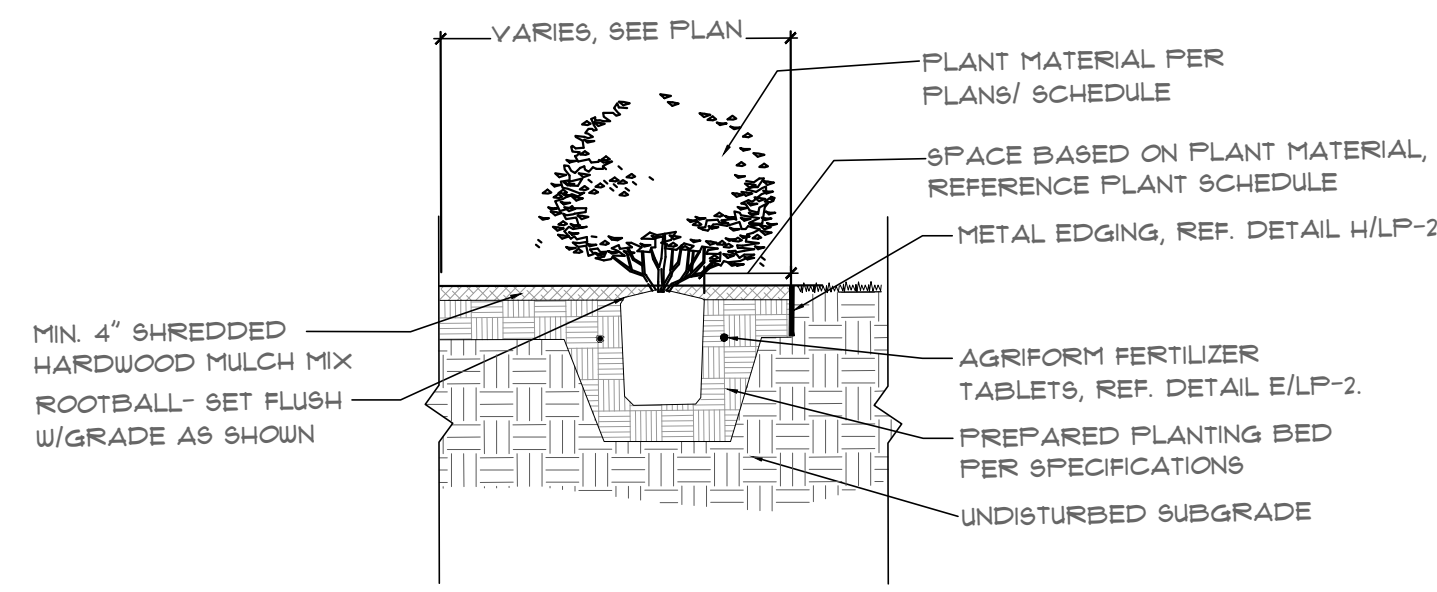 VARIES, SEE PLAN
PLANT MATERIAL PER
PLANS/ SCHEDULE
SPACE BASED ON PLANT MATERIAL,
REFERENCE PLANT SCHEDULE
METAL EDGING, REF. DETAIL H/LP-2
MIN. 4" SHREDDED
HARDWOOD MULCH MIX
ROOTBALL- SET FLUSH
W/GRADE AS SHOWN
AGRIFORM FERTILIZER
TABLETS, REF. DETAIL E/LP-2.
PREPARED PLANTING BED
PER SPECIFICATIONS
UNDISTURBED SUBGRADE